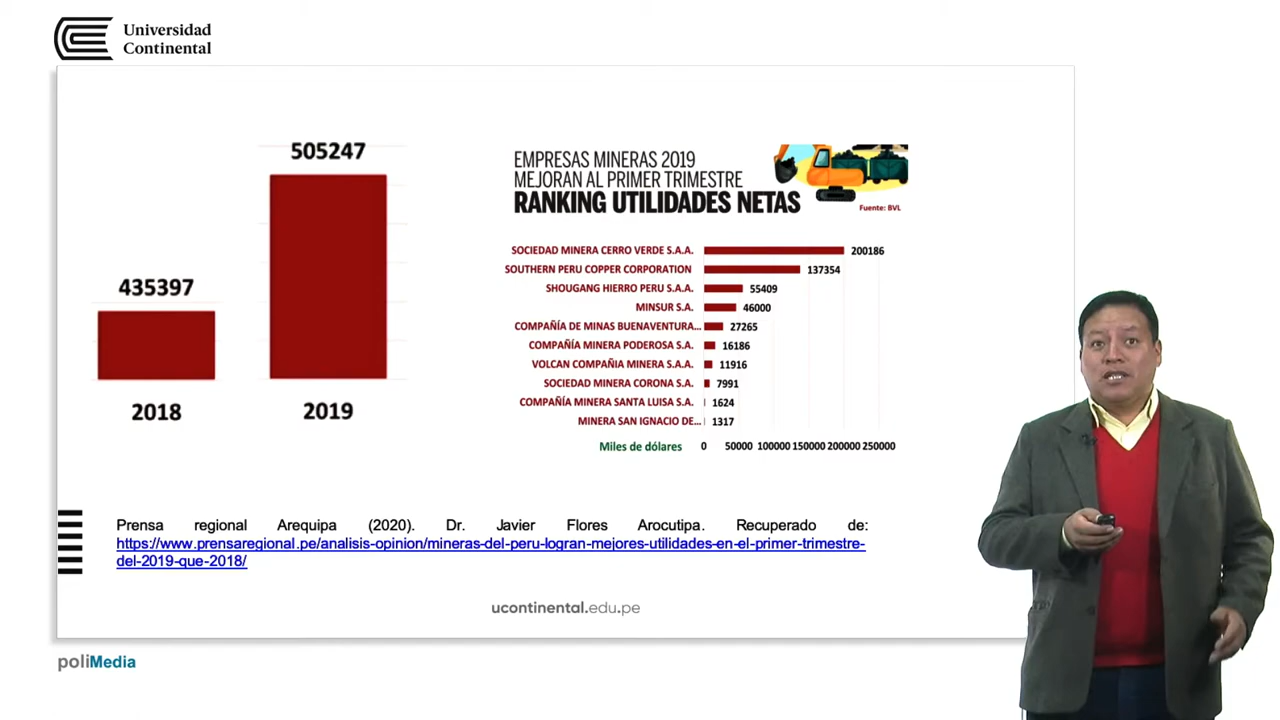 Universidad
Continental
505247
435397
2018
2019
EMPRESAS MINERAS 2019
MEJORAN AL PRIMER TRIMESTRE
RANKING UTILIDADES NETAS
Fuente: BVL
SOCIEDAD MINERA CERRO VERDE S.A.A. 200186
SOUTHERN PERU COPPER CORPORATION 137354
SHOUGANG HIERRO PERU S.A.A. 55409
MINSUR S.A. 46000
COMPAÑÍA DE MINAS BUENAVENTURA... 27265
COMPAÑÍA MINERA PODEROSA S.A. 16186
VOLCAN COMPAÑIA MINERA S.A.A. 11916
SOCIEDAD MINERA CORONA S.A. 7991
COMPAÑÍA MINERA SANTA LUISA S.A. 1624
MINERA SAN IGNACIO DE... 1317
Miles de dólares 0 50000 100000 150000 200000 250000
Prensa regional Arequipa (2020). Dr. Javier Flores Arocutipa. Recuperado de:
https://www.prensaregional.pe/analisis-opinion/mineras-del-peru-logran-mejores-utilidades-en-el-primer-trimestre-
del-2019-que-2018/
ucontinental.edu.pe
poliMedia